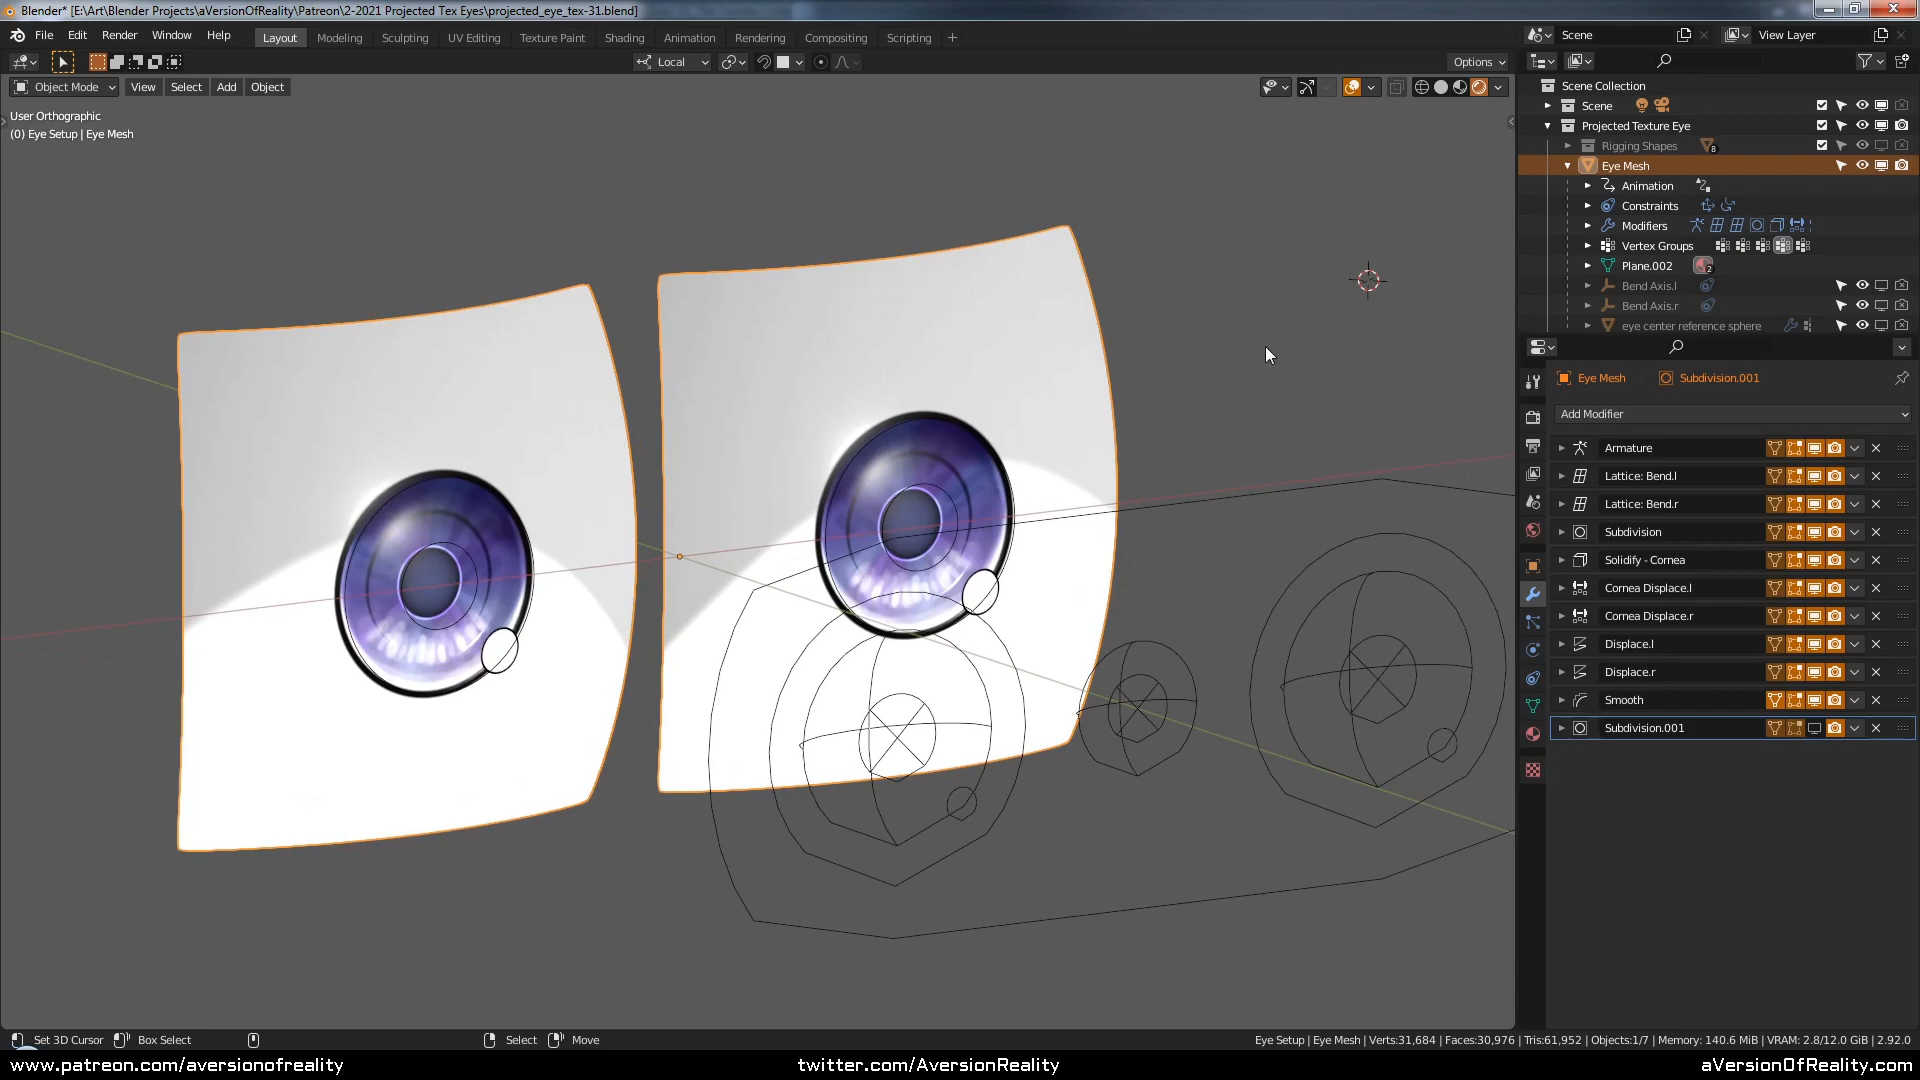 Blender* [E:\Art\Blender Projects\aVersionOfReality\Patreon\2-2021 Projected Tex Eyes\projected_eye_tex-31.blend]
File Edit Render Window Help Layout Modeling Sculpting UV Editing Texture Paint Shading Animation Rendering Compositing Scripting + Scene View Layer
Local Options
Object Mode View Select Add Object
User Orthographic
(0) Eye Setup | Eye Mesh
Scene Collection
Scene
Projected Texture Eye
Rigging Shapes 8
Eye Mesh
Animation
Constraints
Modifiers
Vertex Groups
Plane.002 2
Bend Axis.l
Bend Axis.r
eye center reference sphere
Eye Mesh Subdivision.001
Add Modifier
Armature
Lattice: Bend.l
Lattice: Bend.r
Subdivision
Solidify - Cornea
Cornea Displace.l
Cornea Displace.r
Displace.l
Displace.r
Smooth
Subdivision.001
Set 3D Cursor Box Select Select Move Eye Setup | Eye Mesh | Verts:31,684 | Faces:30,976 | Tris:61,952 | Objects:1/7 | Memory: 140.6 MiB | VRAM: 2.8/12.0 GiB | 2.92.0
www.patreon.com/aversionofreality twitter.com/AversionReality aVersionOfReality.com